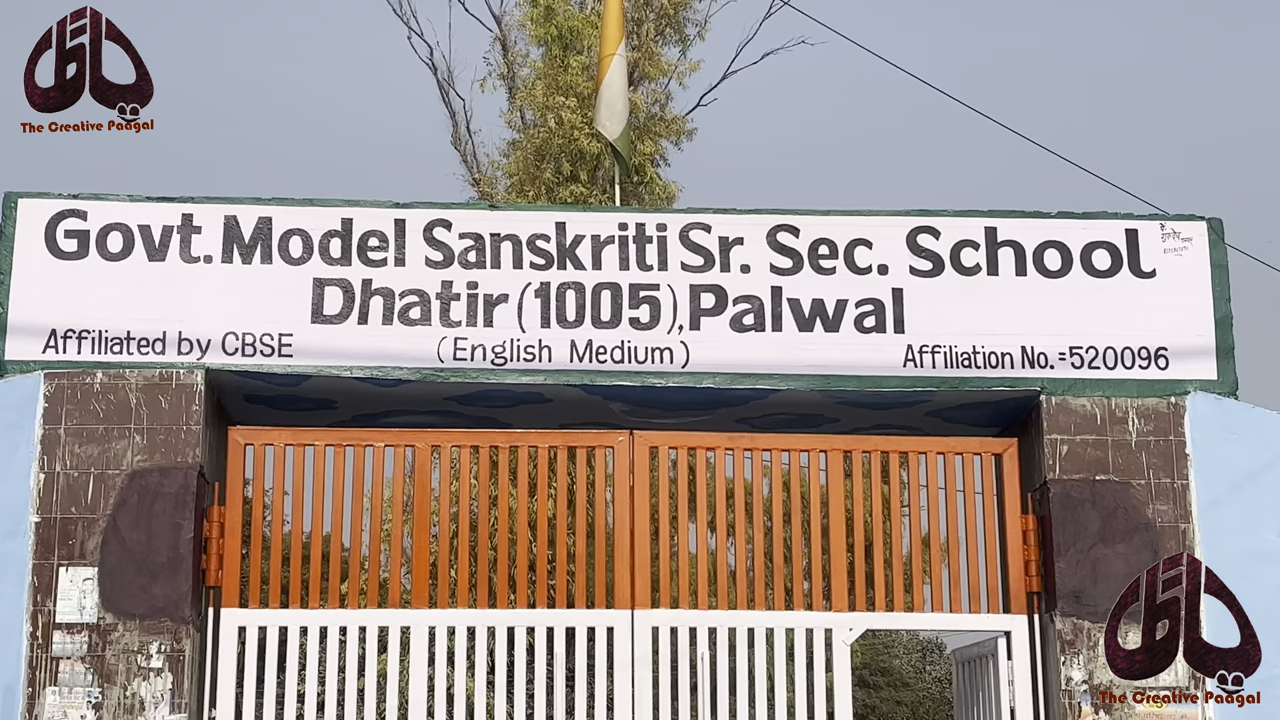 The Creative Paagal
Govt. Model Sanskriti Sr. Sec. School
Dhatir (1005), Palwal
Affiliated by CBSE (English Medium) Affiliation No.=520096
The Creative Paagal